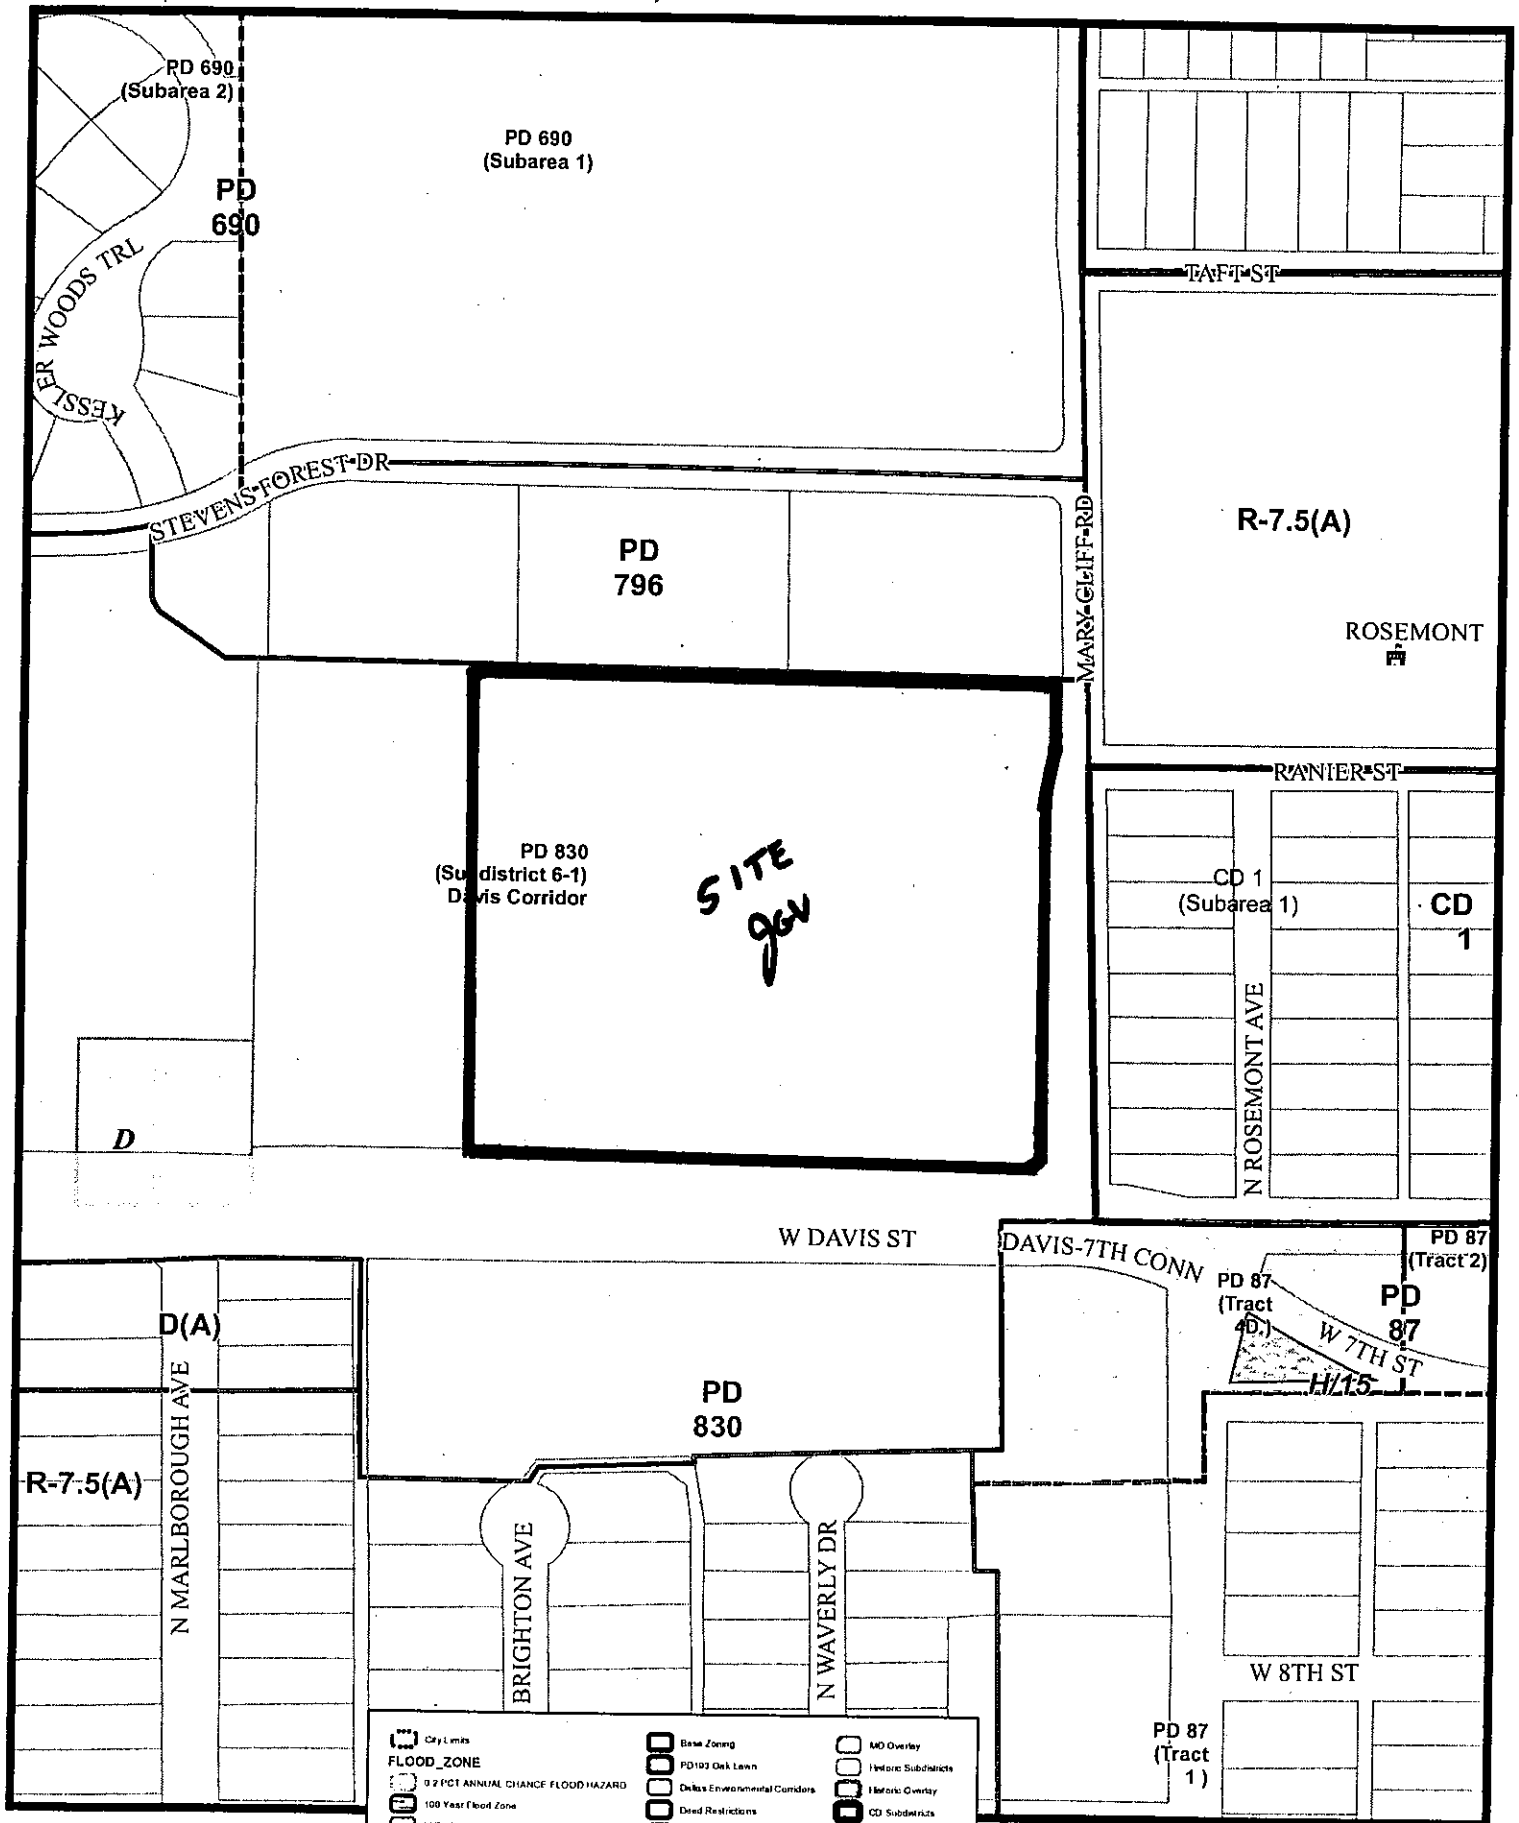 PD 690
(Subarea 2)
PD 690
(Subarea 1)
PD
690
KESSLER WOODS TRL
TAFT ST
STEVENS FOREST DR
PD
796
MARY CLIFF RD
R-7.5(A)
ROSEMONT
RANIER ST
PD 830
(Subdistrict 6-1)
Davis Corridor
SITE
CD 1
(Subarea 1)
CD
1
N ROSEMONT AVE
D
W DAVIS ST
DAVIS-7TH CONN
PD 87
(Tract 2)
PD 87
(Tract
4D.)
PD
87
W 7TH ST
H/15
D(A)
N MARLBOROUGH AVE
PD
830
R-7.5(A)
BRIGHTON AVE
N WAVERLY DR
W 8TH ST
PD 87
(Tract
1)
City Limits
FLOOD_ZONE
0.2 PCT ANNUAL CHANCE FLOOD HAZARD
100 Year Flood Zone
Base Zoning
PD193 Oak Lawn
Dallas Environmental Corridors
Deed Restrictions
MD Overlay
Historic Subdistricts
Historic Overlay
CD Subdistricts